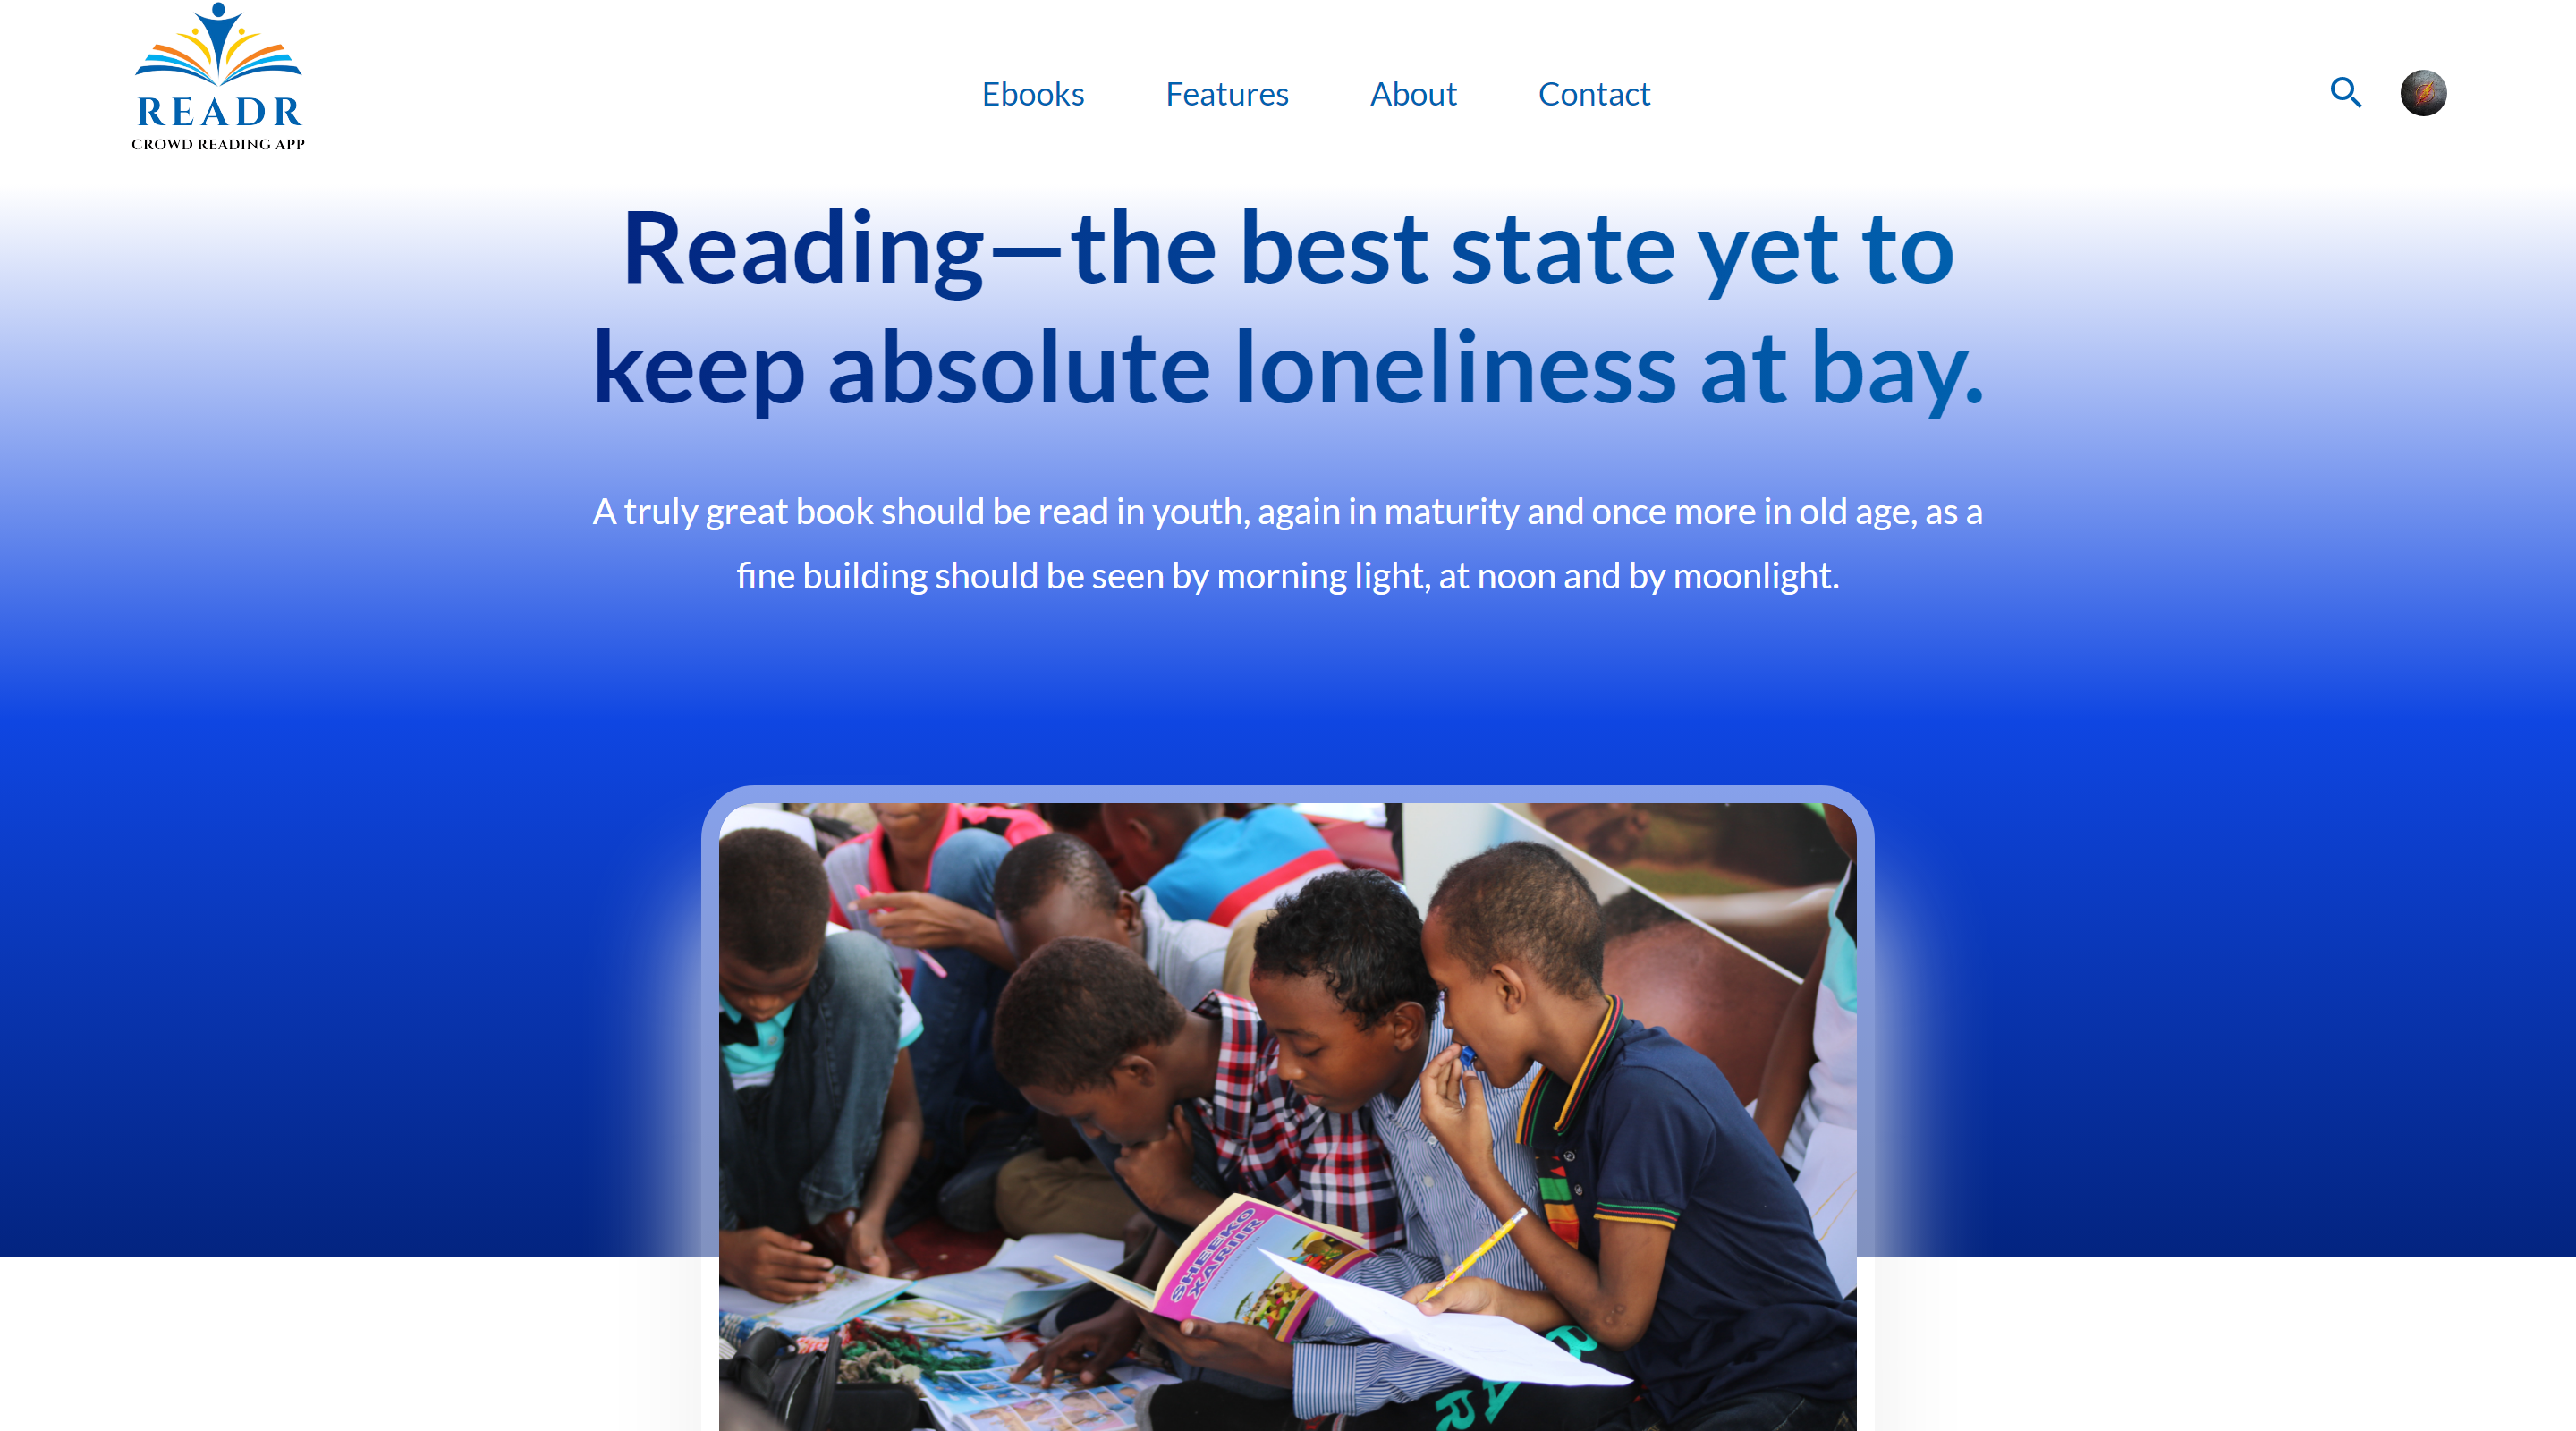 READR
CROWD READING APP
Ebooks
Features
About
Contact
Reading—the best state yet to
keep absolute loneliness at bay.
A truly great book should be read in youth, again in maturity and once more in old age, as a
fine building should be seen by morning light, at noon and by moonlight.
SHEEKO
XARIIR